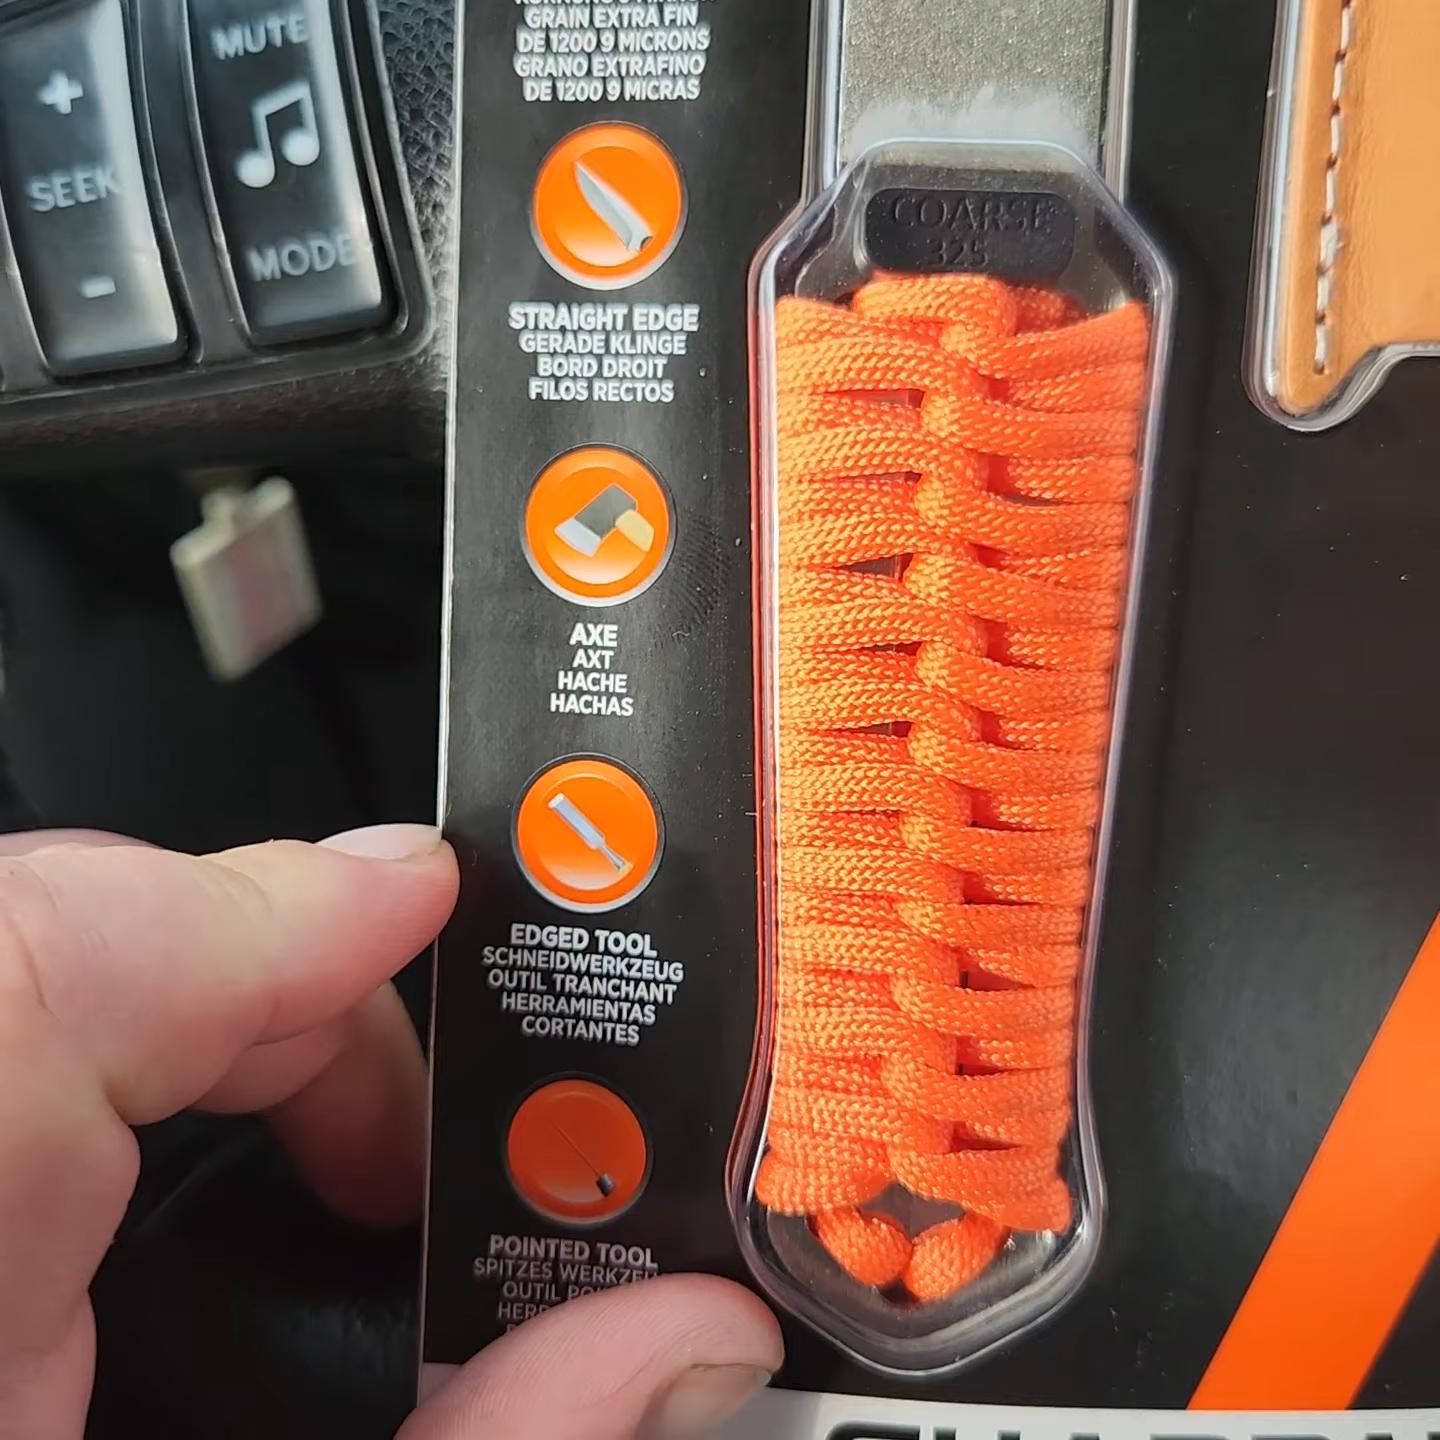 MUTE
SEEK
MODE
GRAIN EXTRA FIN
DE 1200 9 MICRONS
GRANO EXTRAFINO
DE 1200 9 MICRAS
COARSE
325
STRAIGHT EDGE
GERADE KLINGE
BORD DROIT
FILOS RECTOS
AXE
AXT
HACHE
HACHAS
EDGED TOOL
SCHNEIDWERKZEUG
OUTIL TRANCHANT
HERRAMIENTAS
CORTANTES
POINTED TOOL
SPITZES
OUTIL